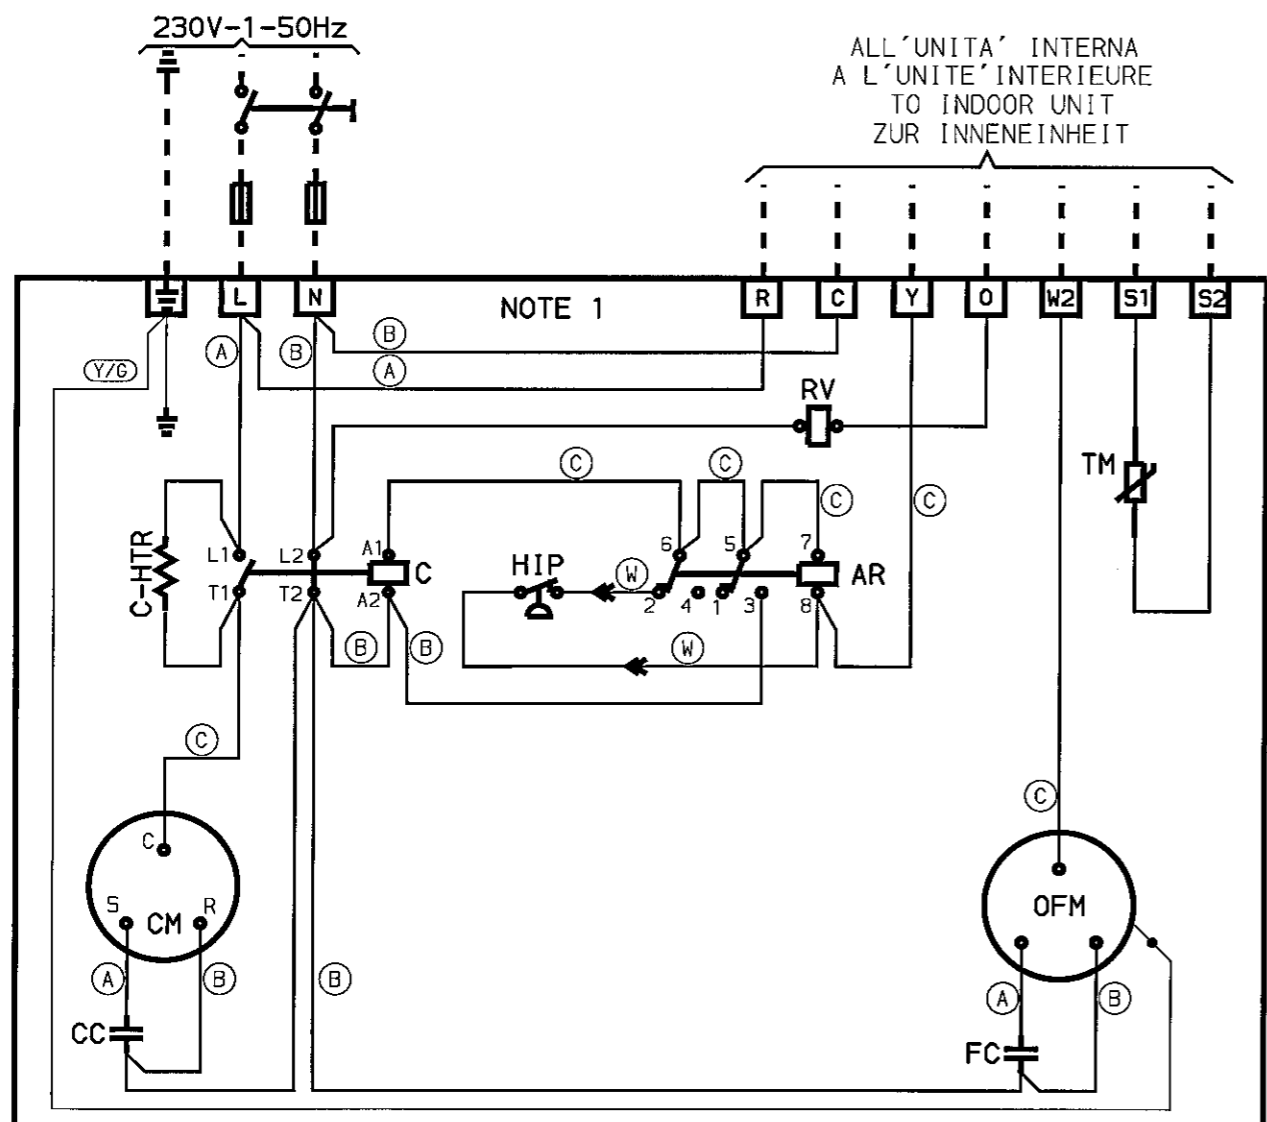 230V-1-50Hz
ALL´UNITA´ INTERNA
A L´UNITE´INTERIEURE
TO INDOOR UNIT
ZUR INNENEINHEIT
L N NOTE 1 R C Y O W2 S1 S2
A B B
Y/G A
RV
C C TM
C C
C-HTR L1 L2 A1 6 5 7
C HIP W AR
T1 T2 A2 2 4 1 3 8
B B W
C
C
C
S R CM OFM
A B B A B
CC FC